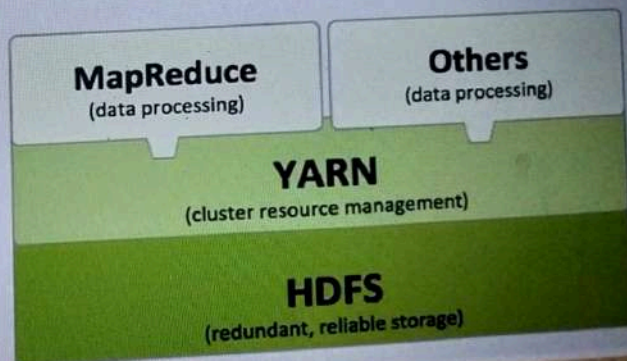 MapReduce
(data processing)
Others
(data processing)
YARN
(cluster resource management)
HDFS
(redundant, reliable storage)